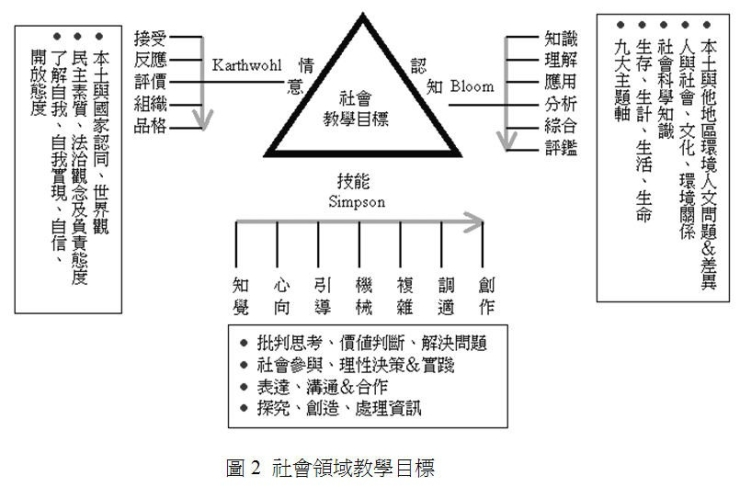 本土與國家認同、世界觀
民主素質、法治觀念及負責態度
了解自我、自我實現、自信、
開放態度
接受
反應
評價
組織
品格
Karthwohl
情意
社會
教學目標
認知
Bloom
知識
理解
應用
分析
綜合
評鑑
本土與他地區環境人文問題&差異
人與社會、文化、環境關係
社會科學知識
生存、生計、生活、生命
九大主題軸
技能
Simpson
知覺
心向
引導
機械
複雜
調適
創作
批判思考、價値判斷、解決問題
社會參與、理性決策&實踐
表達、溝通&合作
探究、創造、處理資訊
圖 2 社會領域教學目標